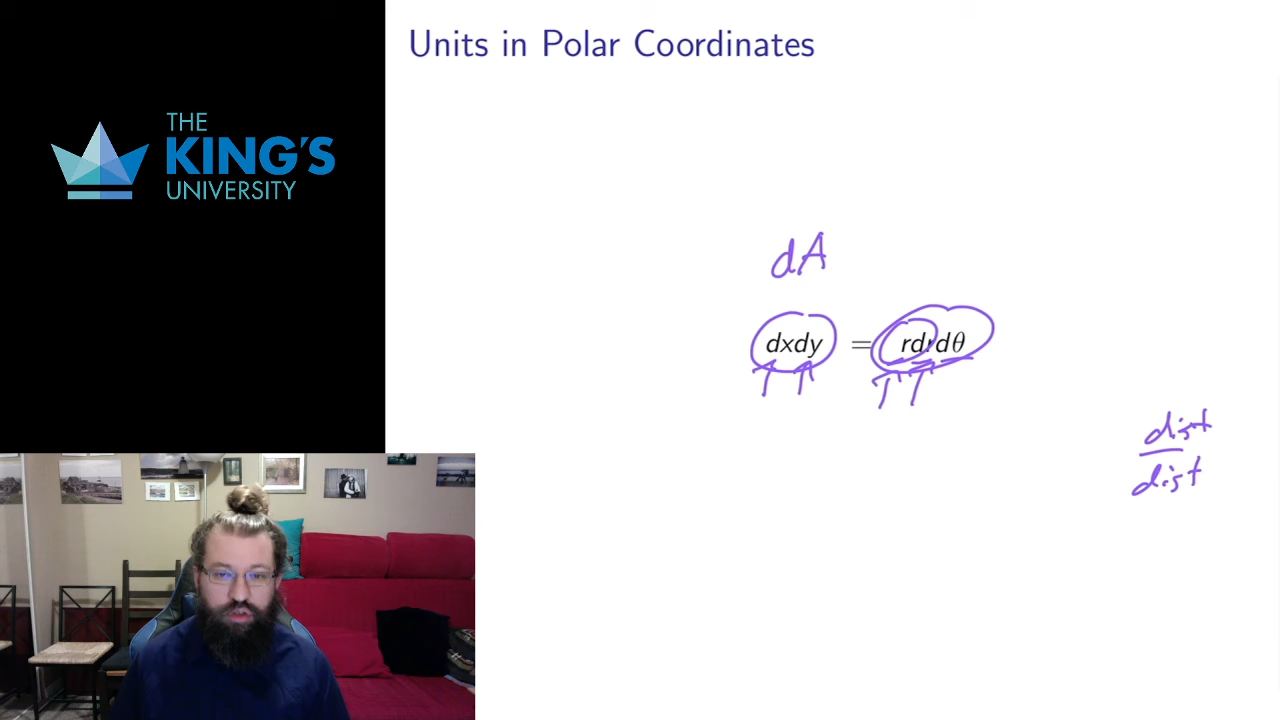 Units in Polar Coordinates
THE
KING'S
UNIVERSITY
dA
dxdy = rdrdθ
dist
dist